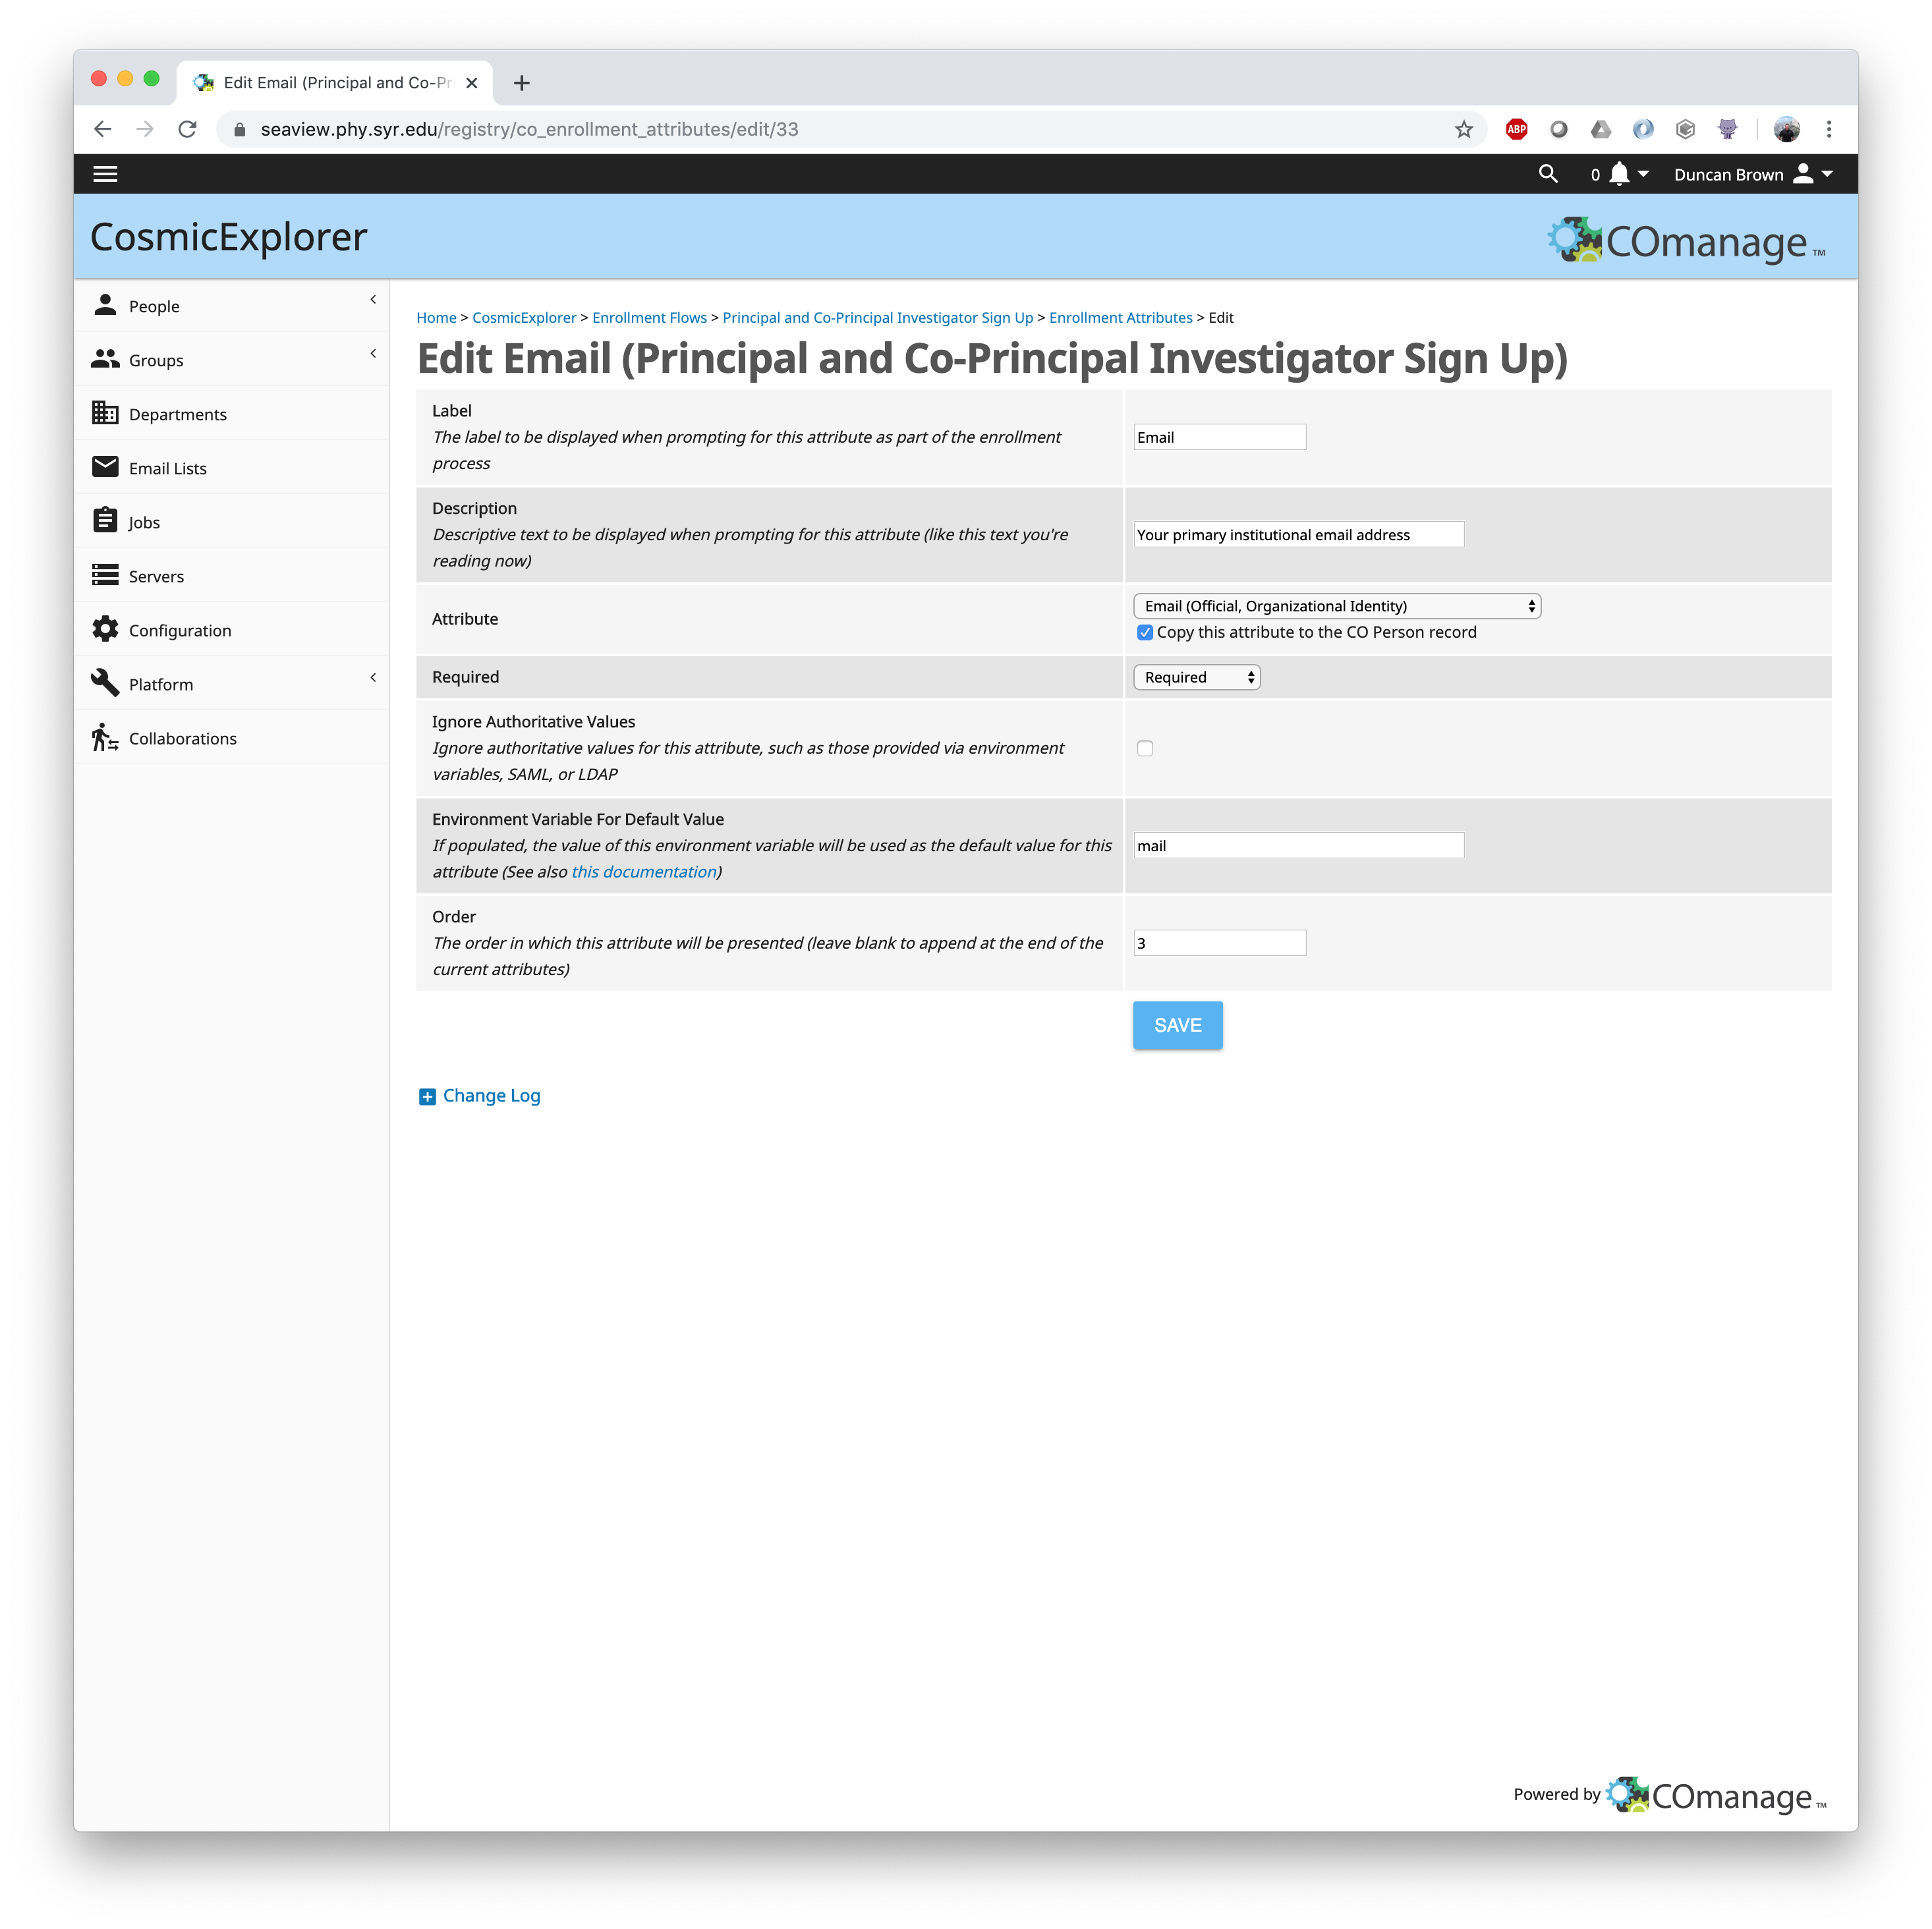 Edit Email (Principal and Co-Pr
seaview.phy.syr.edu/registry/co_enrollment_attributes/edit/33
ABP
0
Duncan Brown
CosmicExplorer
COmanage TM
People
Groups
Departments
Email Lists
Jobs
Servers
Configuration
Platform
Collaborations
Home > CosmicExplorer > Enrollment Flows > Principal and Co-Principal Investigator Sign Up > Enrollment Attributes > Edit
Edit Email (Principal and Co-Principal Investigator Sign Up)
Label
The label to be displayed when prompting for this attribute as part of the enrollment
process
Email
Description
Descriptive text to be displayed when prompting for this attribute (like this text you're
reading now)
Your primary institutional email address
Attribute
Email (Official, Organizational Identity)
Copy this attribute to the CO Person record
Required
Required
Ignore Authoritative Values
Ignore authoritative values for this attribute, such as those provided via environment
variables, SAML, or LDAP
Environment Variable For Default Value
If populated, the value of this environment variable will be used as the default value for this
attribute (See also this documentation)
mail
Order
The order in which this attribute will be presented (leave blank to append at the end of the
current attributes)
3
SAVE
Change Log
Powered by COmanage TM